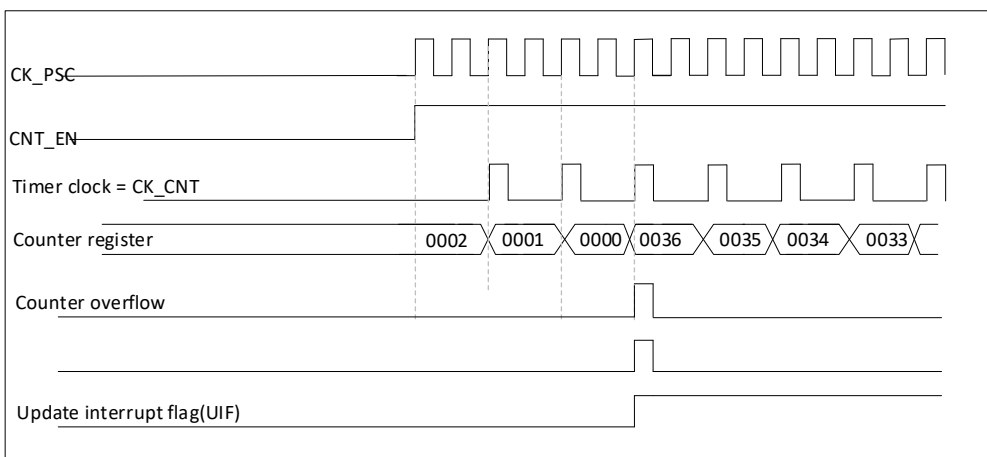 CK_PSC
CNT_EN
Timer clock = CK_CNT
Counter register
0002 0001 0000 0036 0035 0034 0033
Counter overflow
Update interrupt flag(UIF)